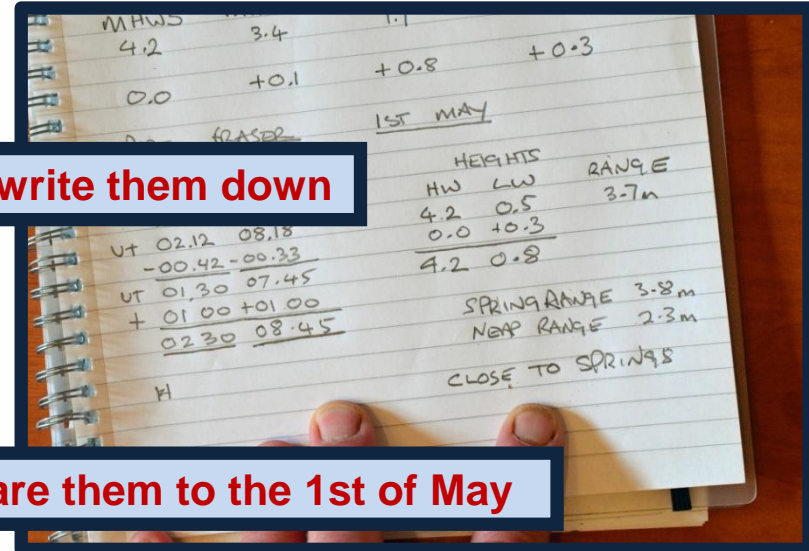 MHWS
4.2 3.4 1.1
0.0 +0.1 +0.8 +0.3
FRASER 1ST MAY
write them down
HEIGHTS
HW LW RANGE
4.2 0.5 3.7m
0.0 +0.3
4.2 0.8
UT 02.12 08.18
-00.42 -00.33
UT 01.30 07.45
+ 01 00 +01 00
0230 08.45
SPRING RANGE 3.8m
NEAP RANGE 2.3m
CLOSE TO SPRINGS
H
are them to the 1st of May